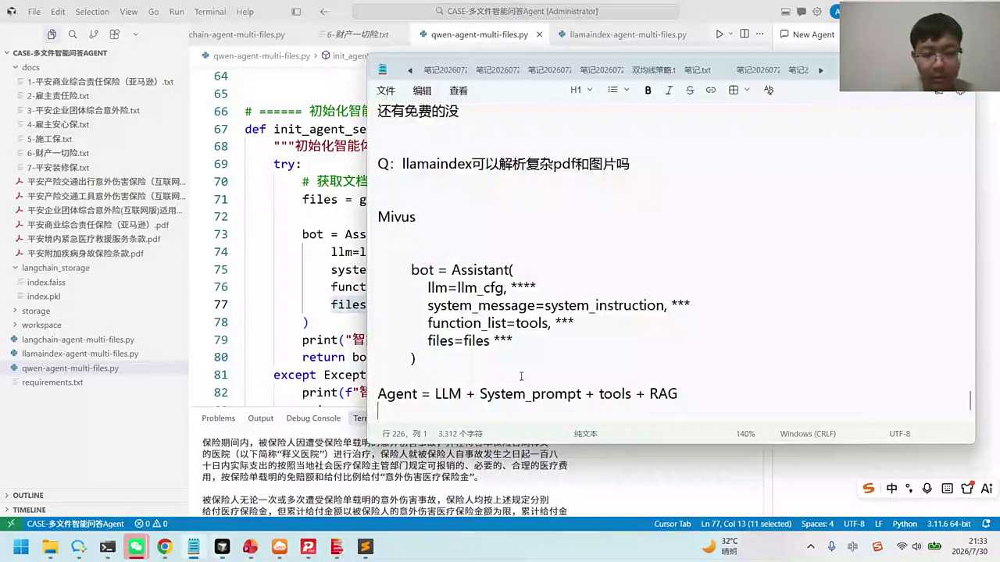 File Edit Selection View Go Run Terminal Help
CASE-多文件智能问答Agent [Administrator]
CASE-多文件智能问答AGENT
docs
1-平安商业综合责任保险（亚马逊）.txt
2-雇主责任险.txt
3-平安企业团体综合意外险.txt
4-雇主安心保.txt
5-施工保.txt
6-财产一切险.txt
7-平安装修保.txt
平安产险交通出行意外伤害保险（互联网...
平安产险交通工具意外伤害保险（互联网...
平安企业团体综合意外险(互联网版)适用...
平安商业综合责任保险（亚马逊）.pdf
平安境内紧急医疗救援服务条款.pdf
平安附加疾病身故保险条款.pdf
langchain_storage
index.faiss
index.pkl
storage
workspace
langchain-agent-multi-files.py
llamaindex-agent-multi-files.py
qwen-agent-multi-files.py
requirements.txt
OUTLINE
TIMELINE
chain-agent-multi-files.py 6-财产一切险.txt qwen-agent-multi-files.py llamaindex-agent-multi-files.py New Agent
qwen-agent-multi-files.py > init_agent
64
65
66 # ====== 初始化智能
67 def init_agent_se
68 """初始化智能体
69 try:
70 # 获取文档
71 files = g
72
73 bot = Ass
74 llm=l
75 syste
76 funct
77 files
78 )
79 print("智
80 return bo
81 except Excep
82 print(f"智
笔记2026072 笔记2026072 笔记2026072 笔记2026072 双均线策略.t 笔记.txt 笔记2026072 笔记2
文件 编辑 查看 H1 B I S
还有免费的没
Q：llamaindex可以解析复杂pdf和图片吗
Mivus
bot = Assistant(
llm=llm_cfg, ****
system_message=system_instruction, ***
function_list=tools, ***
files=files ***
)
Agent = LLM + System_prompt + tools + RAG
行 226，列 1 3,312 个字符 纯文本 140% Windows (CRLF) UTF-8
Problems Output Debug Console Ter
保险期间内，被保险人因遭受保险单载明的意外伤害事故，并在符合本保险合同释义
的医院（以下简称“释义医院”）进行治疗，保险人就被保险人自事故发生之日起一百八
十日内实际支出的按照当地社会医疗保险主管部门规定可报销的、必要的、合理的医疗费
用，按保险单载明的免赔额和给付比例给付“意外伤害医疗保险金”。
被保险人无论一次或多次遭受保险单载明的意外伤害事故，保险人均按上述规定分别
给付医疗保险金，但累计给付金额以被保险人的意外伤害医疗保险金额为限，累计给付金
中 Ai
CASE-多文件智能问答Agent 0 0 Cursor Tab Ln 77, Col 13 (11 selected) Spaces: 4 UTF-8 LF Python 3.11.6 64-bit
32°C
晴朗
21:33
2026/7/30